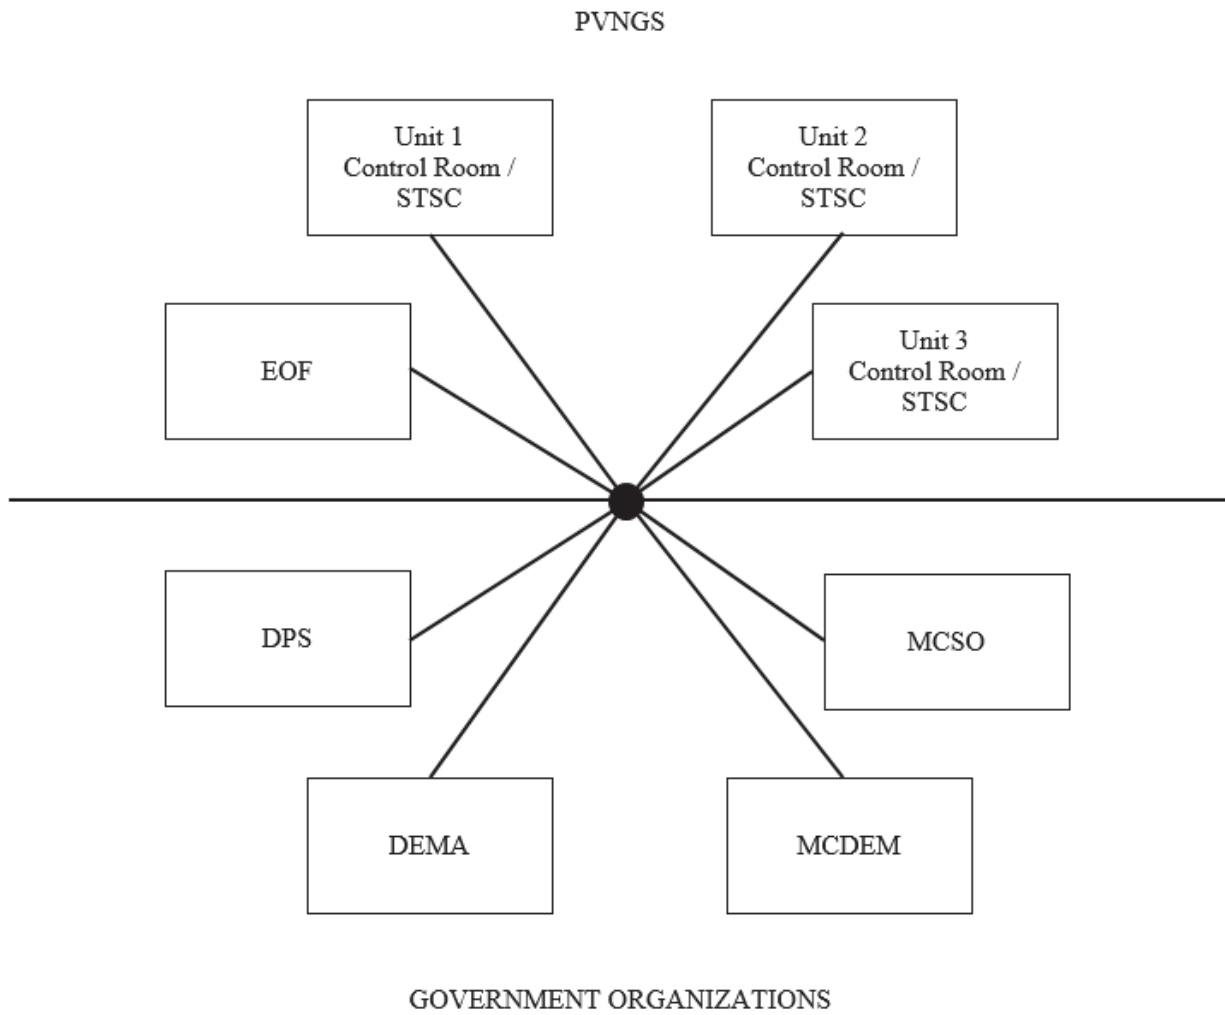 PVNGS
Unit 1
Control Room /
STSC
Unit 2
Control Room /
STSC
EOF
Unit 3
Control Room /
STSC
DPS
MCSO
DEMA
MCDEM
GOVERNMENT ORGANIZATIONS